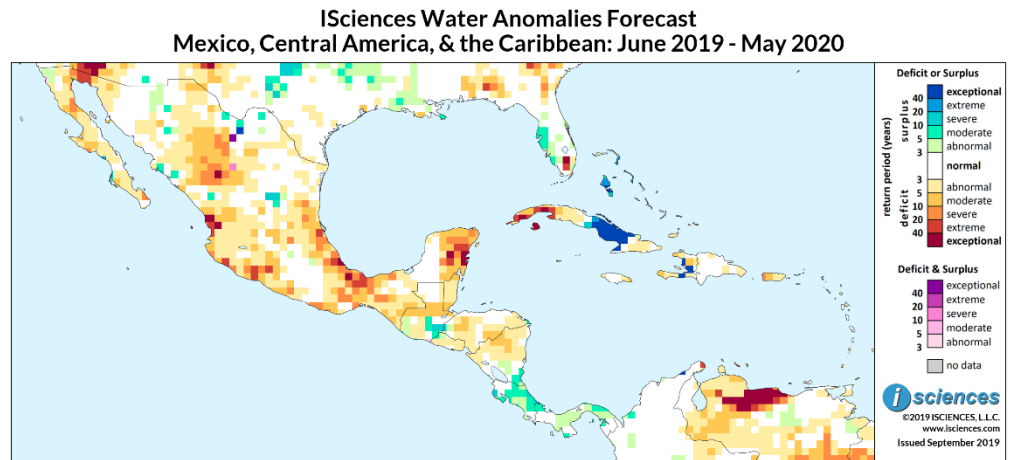 ISciences Water Anomalies Forecast
Mexico, Central America, & the Caribbean: June 2019 - May 2020
Deficit or Surplus
return period (years)
surplus
deficit
exceptional
40
extreme
20
severe
10
moderate
5
abnormal
3
normal
3
abnormal
5
moderate
10
severe
20
extreme
40
exceptional
Deficit & Surplus
exceptional
40
extreme
20
severe
10
moderate
5
abnormal
3
no data
i sciences
©2019 ISCIENCES, L.L.C.
www.isciences.com
Issued September 2019